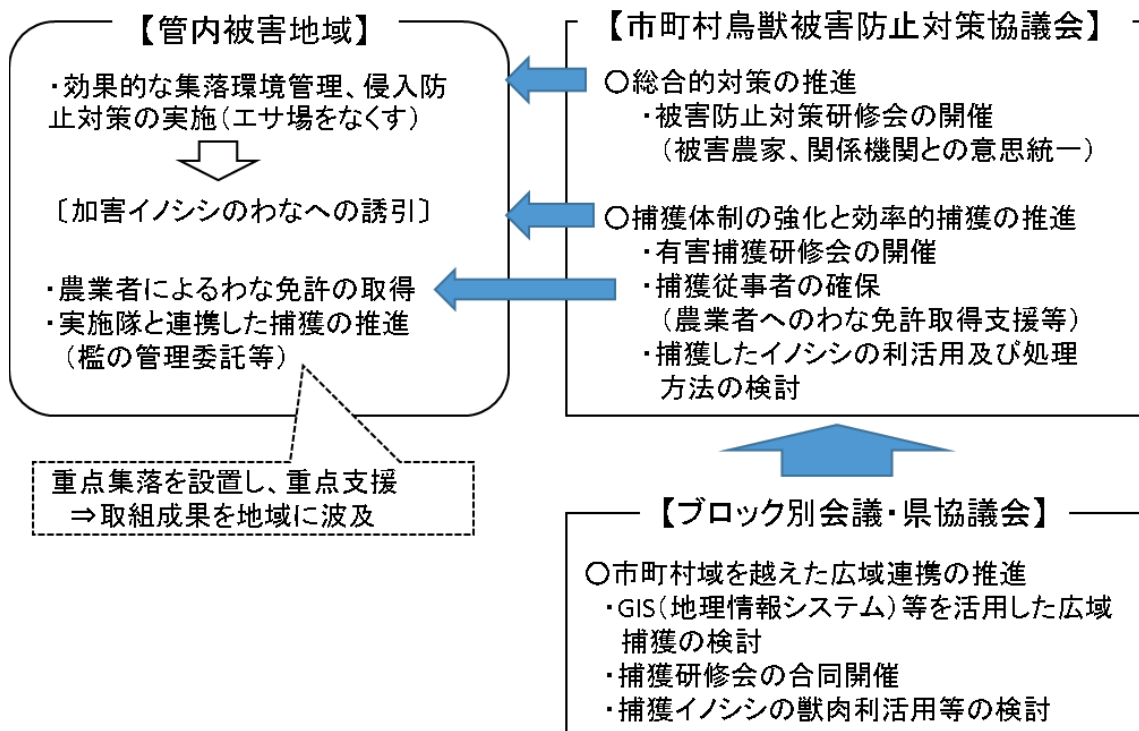 【管内被害地域】
・効果的な集落環境管理、侵入防
止対策の実施(エサ場をなくす)
〔加害イノシシのわなへの誘引〕
・農業者によるわな免許の取得
・実施隊と連携した捕獲の推進
(檻の管理委託等)
重点集落を設置し、重点支援
⇒取組成果を地域に波及
【市町村鳥獣被害防止対策協議会】
○総合的対策の推進
・被害防止対策研修会の開催
(被害農家、関係機関との意思統一)
○捕獲体制の強化と効率的捕獲の推進
・有害捕獲研修会の開催
・捕獲従事者の確保
(農業者へのわな免許取得支援等)
・捕獲したイノシシの利活用及び処理
方法の検討
【ブロック別会議・県協議会】
○市町村域を越えた広域連携の推進
・GIS(地理情報システム)等を活用した広域
捕獲の検討
・捕獲研修会の合同開催
・捕獲イノシシの獣肉利活用等の検討